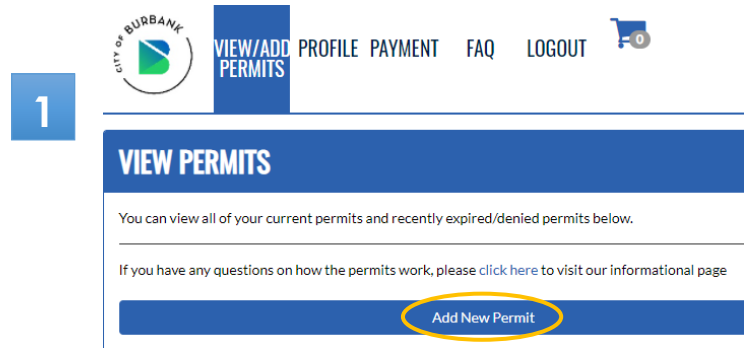 CITY OF BURBANK
VIEW/ADD PERMITS PROFILE PAYMENT FAQ LOGOUT 0
1
VIEW PERMITS
You can view all of your current permits and recently expired/denied permits below.
If you have any questions on how the permits work, please click here to visit our informational page
Add New Permit